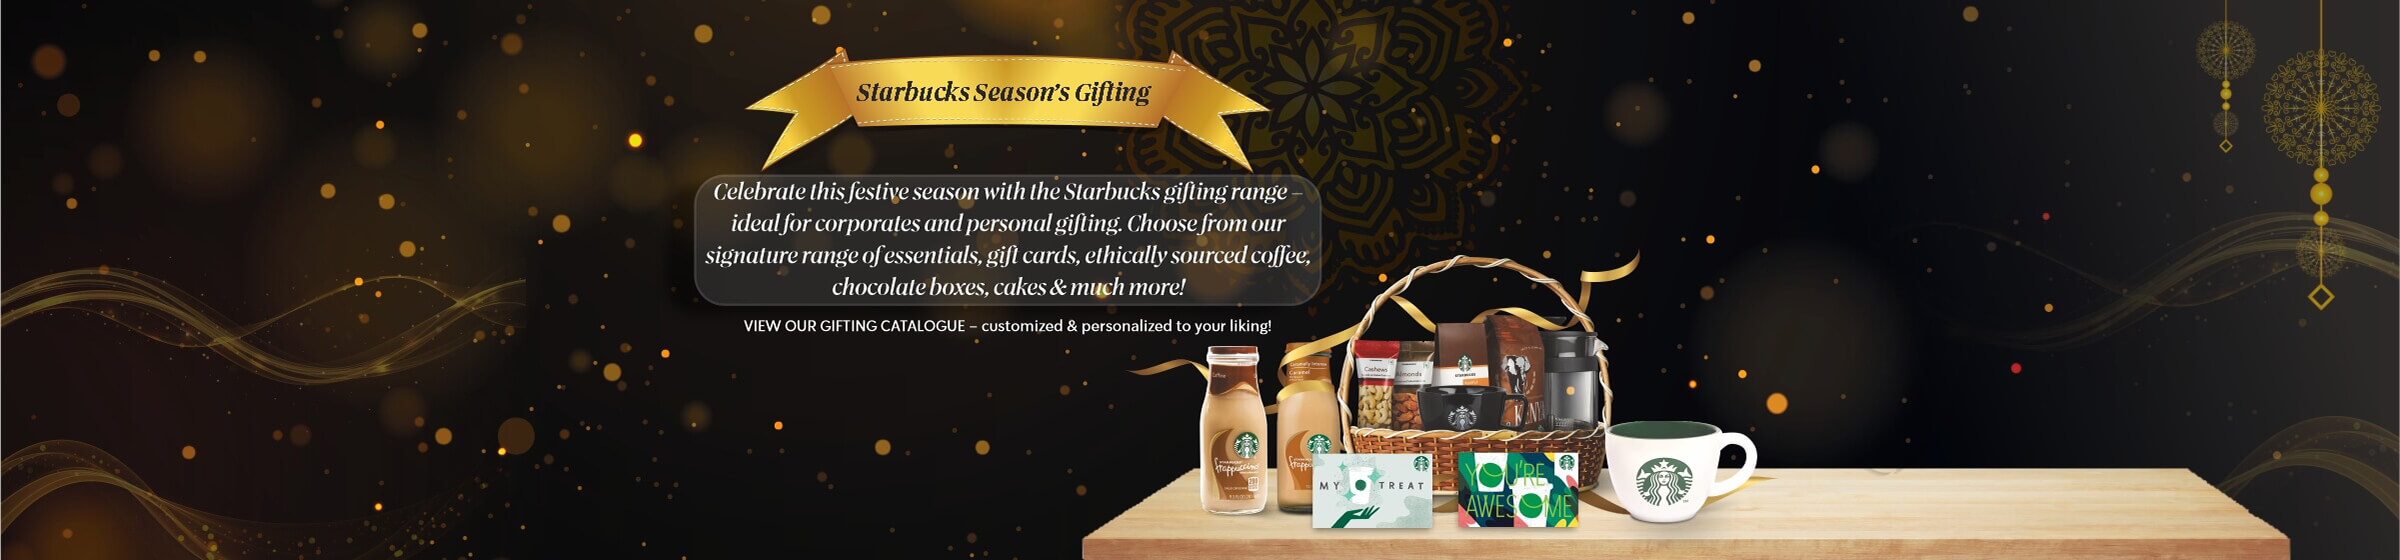 Starbucks Season's Gifting
Celebrate this festive season with the Starbucks gifting range –
ideal for corporates and personal gifting. Choose from our
signature range of essentials, gift cards, ethically sourced coffee,
chocolate boxes, cakes & much more!
VIEW OUR GIFTING CATALOGUE – customized & personalized to your liking!
Cashews
Almonds
Caramel
frappuccino
MY TREAT
YOU'RE
AWESOME